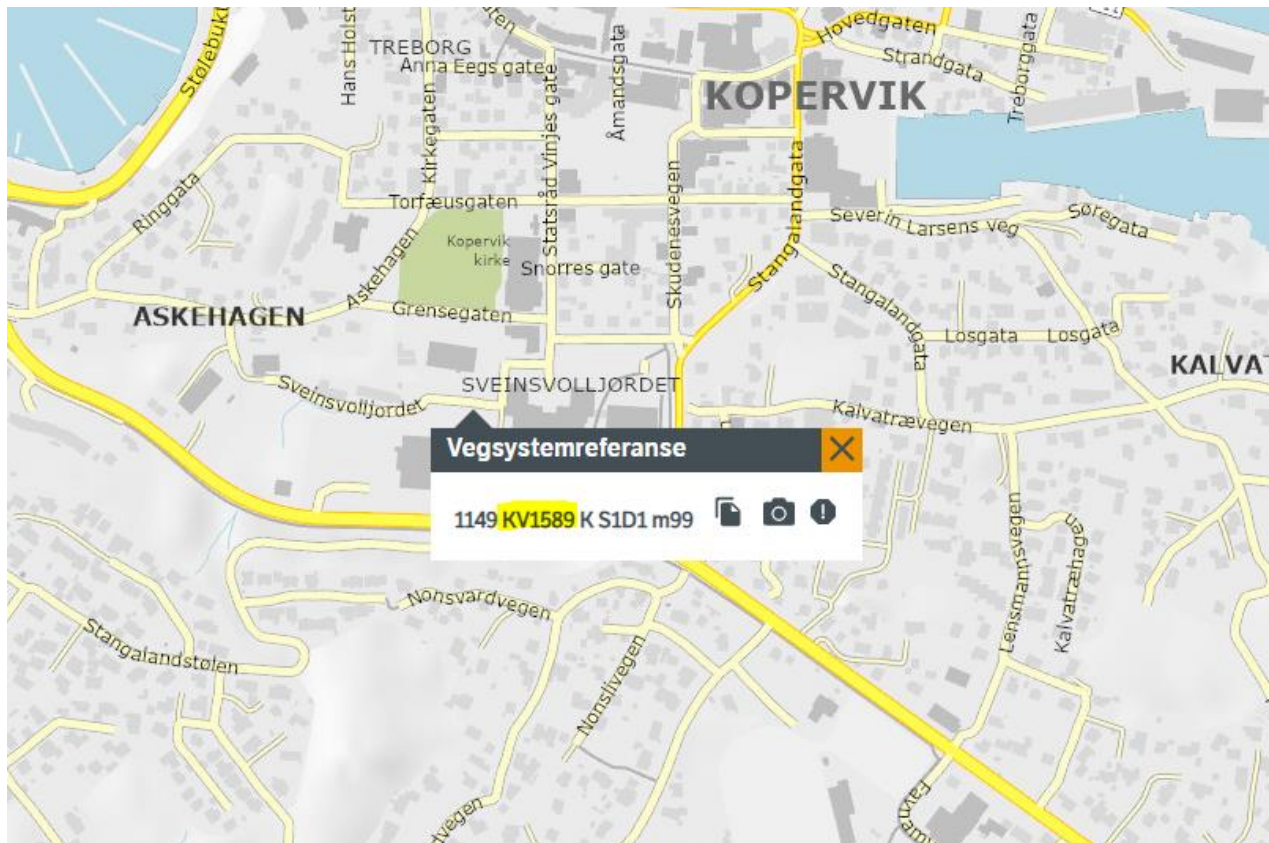 Stølebukt
Hans Holst
TREBORG
Anna Eegs gate
Kirkegaten
Statsråd Vinjes gate
Åmandsgata
KOPERVIK
Hovedgaten
Strandgata
Treborggata
Ringgata
Torfæusgaten
Askehagen
Kopervik
kirke
Snorres gate
Skudenesvegen
Stangalandgata
Severin Larsens veg
Søregata
ASKEHAGEN
Grensegaten
Stangalandgata
Losgata
Losgata
KALVA
Sveinsvolljordet
SVEINSVOLLJORDET
Kalvatrævegen
Vegsystemreferanse
1149 KV1589 K S1D1 m99
Nonsvardvegen
Stangalandstølen
Nonslivegen
Lensmannsvegen
Kalvatræhagen